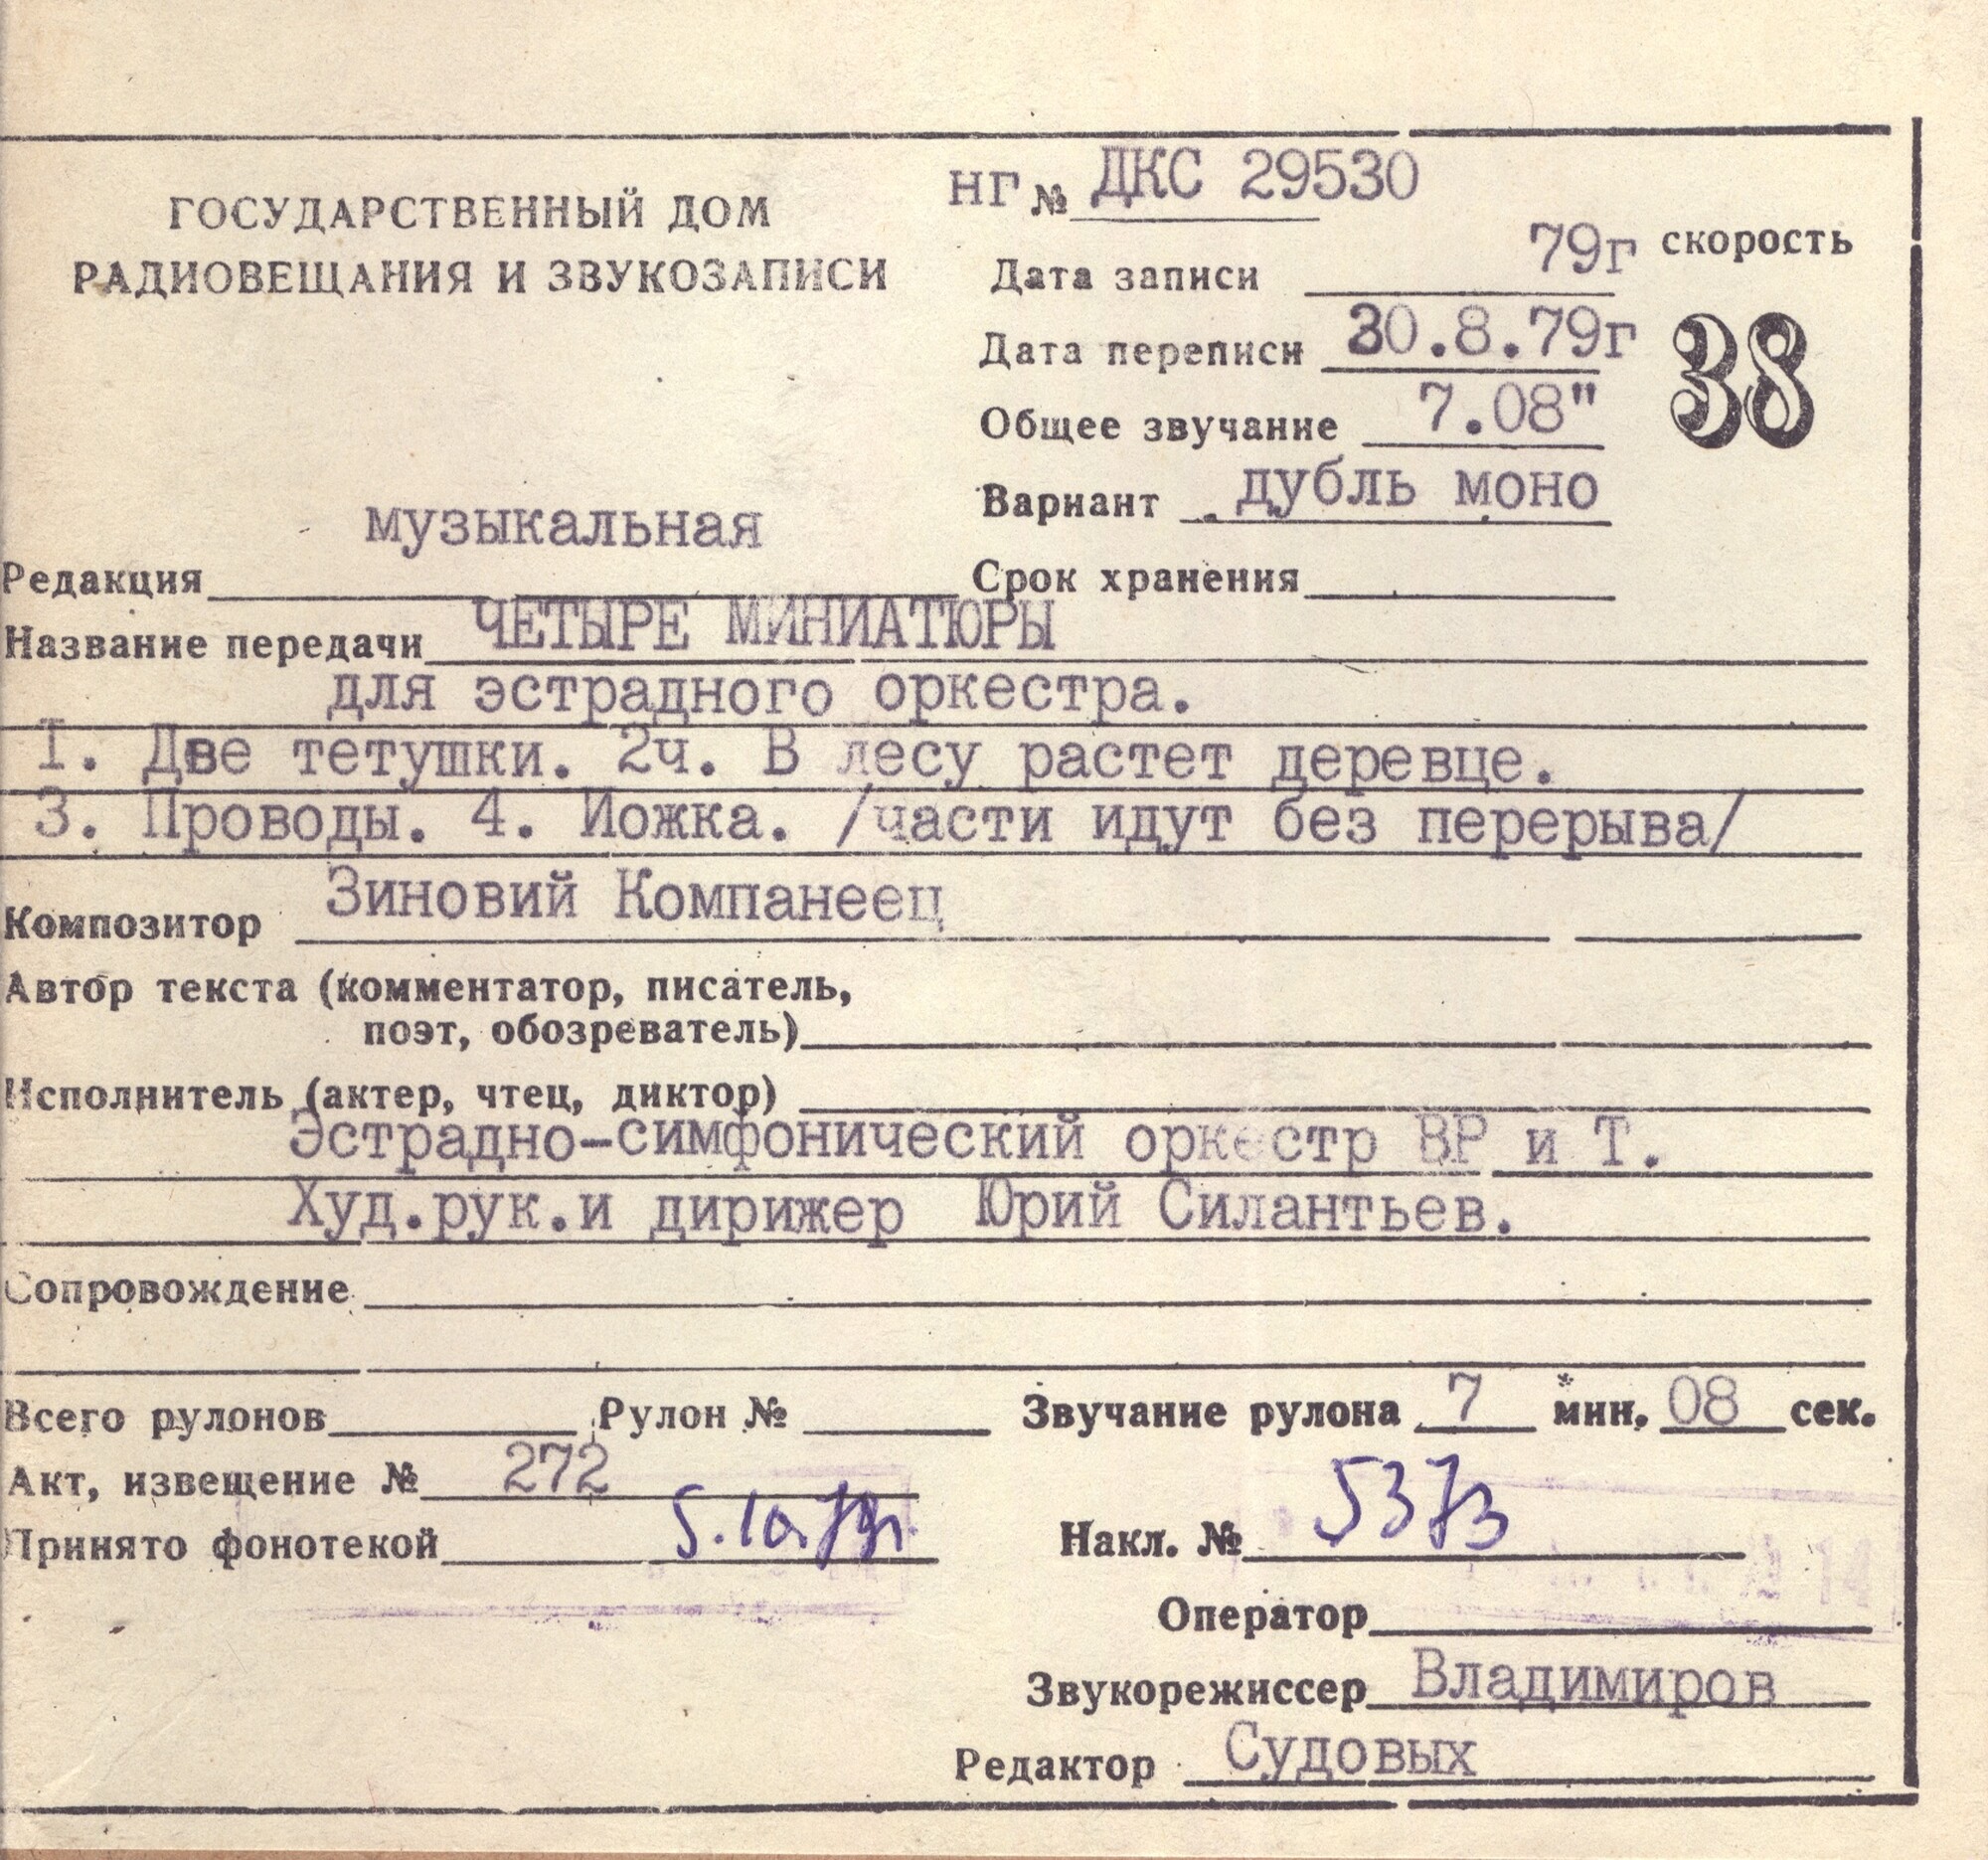 ГОСУДАРСТВЕННЫЙ ДОМ
РАДИОВЕЩАНИЯ И ЗВУКОЗАПИСИ
НГ № ДКС 29530
Дата записи 79г
скорость
38
Дата переписи 30.8.79г
Общее звучание 7.08"
Вариант дубль моно
Редакция музыкальная
Срок хранения
Название передачи ЧЕТЫРЕ МИНИАТЮРЫ
для эстрадного оркестра.
I. Две тетушки. 2ч. В лесу растет деревце.
3. Проводы. 4. Иожка. /части идут без перерыва/
Композитор Зиновий Компанеец
Автор текста (комментатор, писатель,
поэт, обозреватель)
Исполнитель (актер, чтец, диктор)
Эстрадно-симфонический оркестр ВР и Т.
Худ.рук.и дирижер Юрий Силантьев.
Сопровождение
Всего рулонов Рулон № Звучание рулона 7 мин. 08 сек.
Акт, извещение № 272
Принято фонотекой 5.10.79г.
Накл. № 5373
Оператор
Звукорежиссер Владимиров
Редактор Судовых